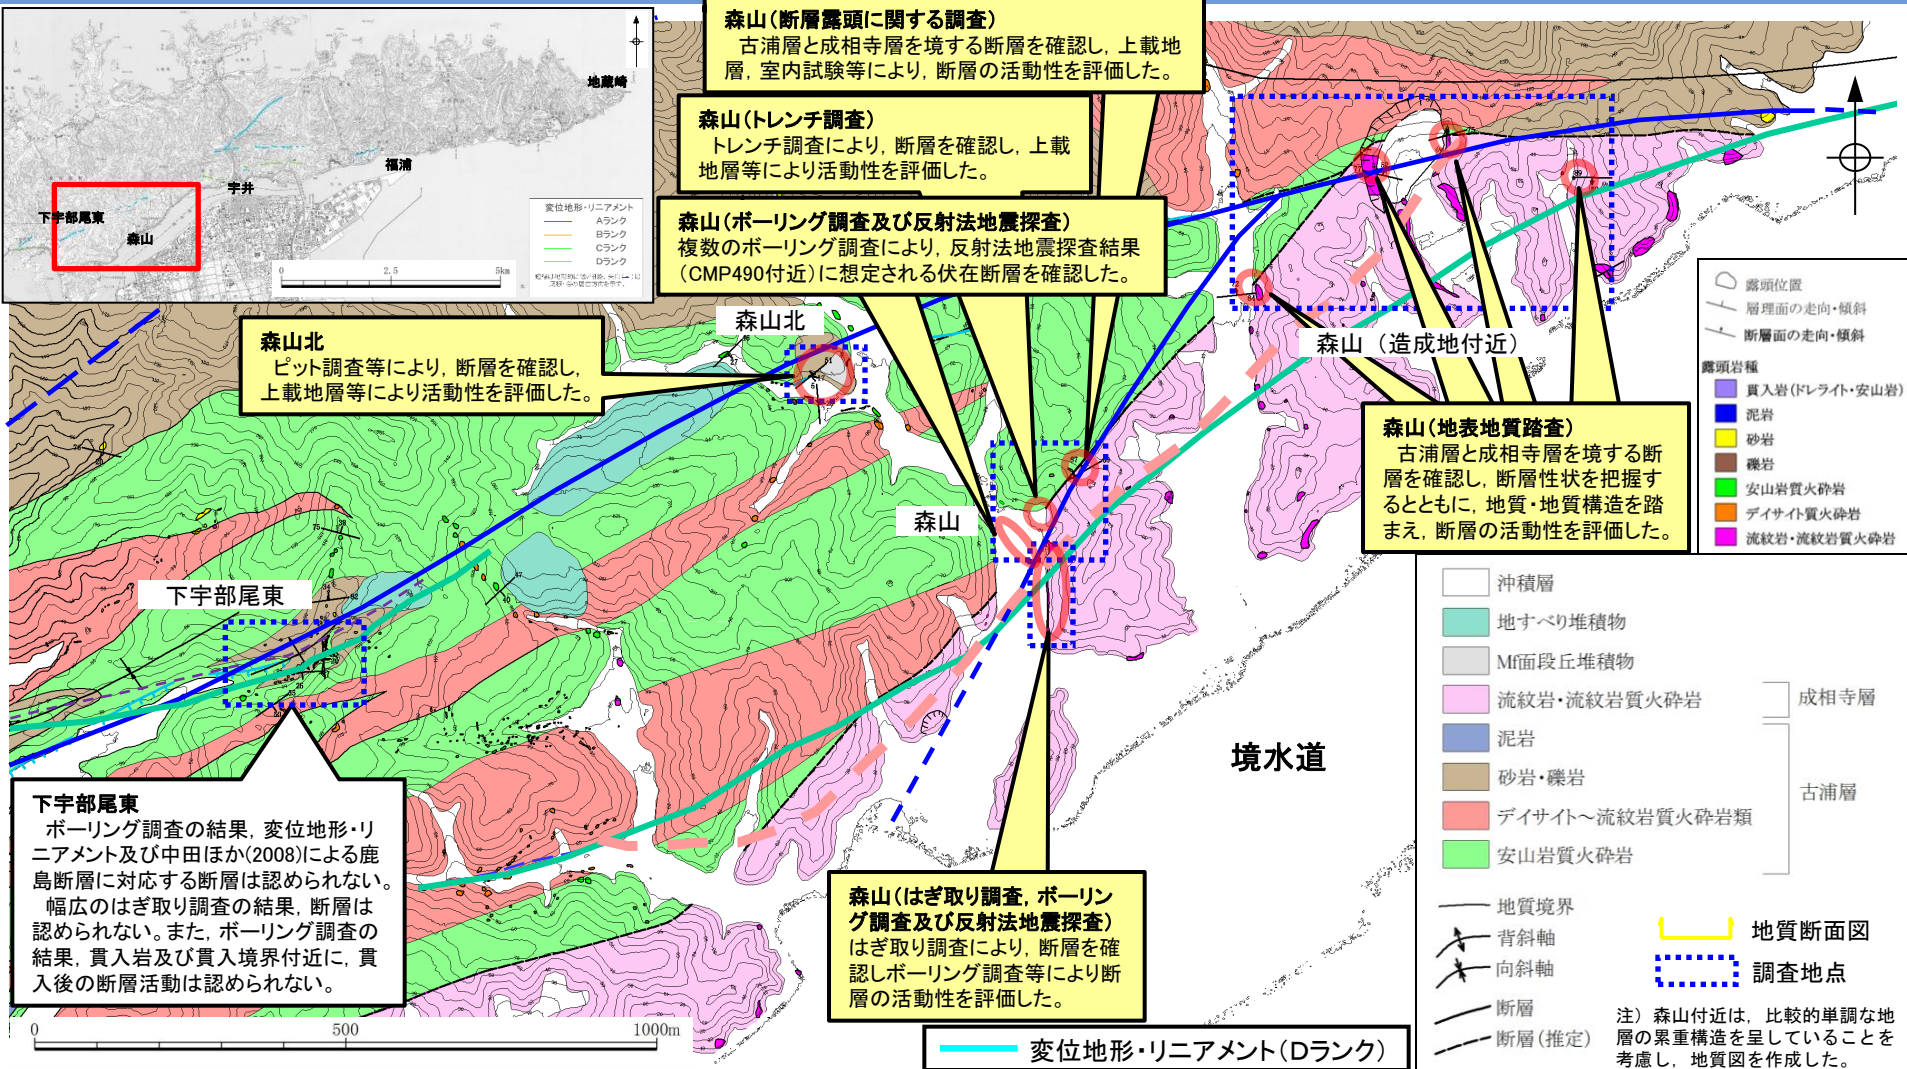 森山（断層露頭に関する調査）
古浦層と成相寺層を境する断層を確認し，上載地
層，室内試験等により，断層の活動性を評価した。
森山（トレンチ調査）
トレンチ調査により，断層を確認し，上載
地層等により活動性を評価した。
森山（ボーリング調査及び反射法地震探査）
複数のボーリング調査により，反射法地震探査結果
（CMP490付近）に想定される伏在断層を確認した。
地蔵崎
福浦
宇井
下宇部尾東
森山
変位地形・リニアメント
Aランク
Bランク
Cランク
Dランク
0 2.5 5km
森山北
ピット調査等により，断層を確認し，
上載地層等により活動性を評価した。
森山北
森山（造成地付近）
森山（地表地質踏査）
古浦層と成相寺層を境する断
層を確認し，断層性状を把握す
るとともに，地質・地質構造を踏
まえ，断層の活動性を評価した。
森山
下宇部尾東
境水道
下宇部尾東
ボーリング調査の結果，変位地形・リ
ニアメント及び中田ほか(2008)による鹿
島断層に対応する断層は認められない。
幅広のはぎ取り調査の結果，断層は
認められない。また，ボーリング調査の
結果，貫入岩及び貫入境界付近に，貫
入後の断層活動は認められない。
森山（はぎ取り調査，ボーリン
グ調査及び反射法地震探査）
はぎ取り調査により，断層を確
認しボーリング調査等により断
層の活動性を評価した。
0 500 1000m
変位地形・リニアメント（Dランク）
露頭位置
層理面の走向・傾斜
断層面の走向・傾斜
露頭岩種
貫入岩(ドレライト・安山岩)
泥岩
砂岩
礫岩
安山岩質火砕岩
デイサイト質火砕岩
流紋岩・流紋岩質火砕岩
沖積層
地すべり堆積物
Mf面段丘堆積物
流紋岩・流紋岩質火砕岩
成相寺層
泥岩
砂岩・礫岩
古浦層
デイサイト～流紋岩質火砕岩類
安山岩質火砕岩
地質境界
背斜軸
向斜軸
断層
断層(推定)
地質断面図
調査地点
注） 森山付近は，比較的単調な地
層の累重構造を呈していることを
考慮し，地質図を作成した。